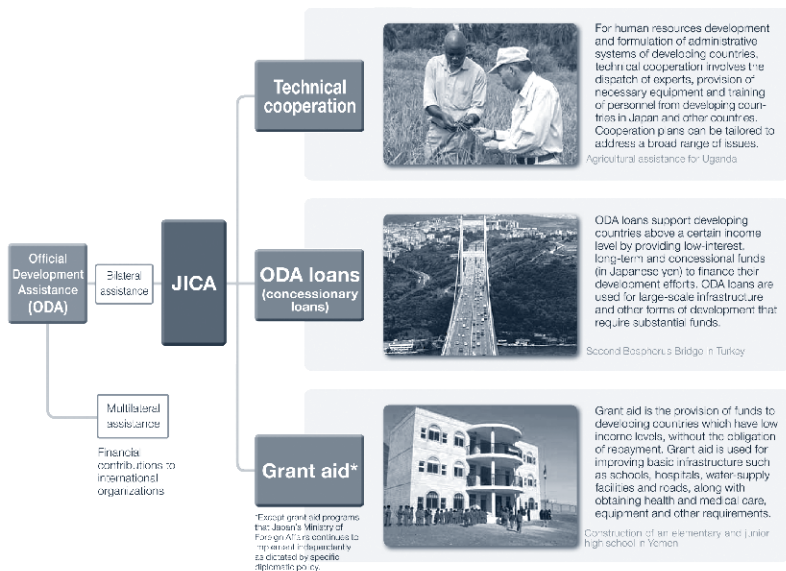 Official
Development
Assistance
(ODA)
Bilateral
assistance
JICA
Multilateral
assistance
Financial
contributions to
international
organizations
Technical
cooperation
For human resources development
and formulation of administrative
systems of developing countries,
technical cooperation involves the
dispatch of experts, provision of
necessary equipment and training
of personnel from developing coun-
tries in Japan and other countries.
Cooperation plans can be tailored to
address a broad range of issues.
Agricultural assistance for Uganda
ODA loans
(concessionary
loans)
ODA loans support developing
countries above a certain income
level by providing low-interest,
long-term and concessional funds
(in Japanese yen) to finance their
development efforts. ODA loans are
used for large-scale infrastructure
and other forms of development that
require substantial funds.
Second Bosphorus Bridge in Turkey
Grant aid*
*Except grant aid programs
that Japan's Ministry of
Foreign Affairs continues to
implement independently
as dictated by specific
diplomatic policy.
Grant aid is the provision of funds to
developing countries which have low
income levels, without the obligation
of repayment. Grant aid is used for
improving basic infrastructure such
as schools, hospitals, water-supply
facilities and roads, along with
obtaining health and medical care,
equipment and other requirements.
Construction of an elementary and junior
high school in Yemen